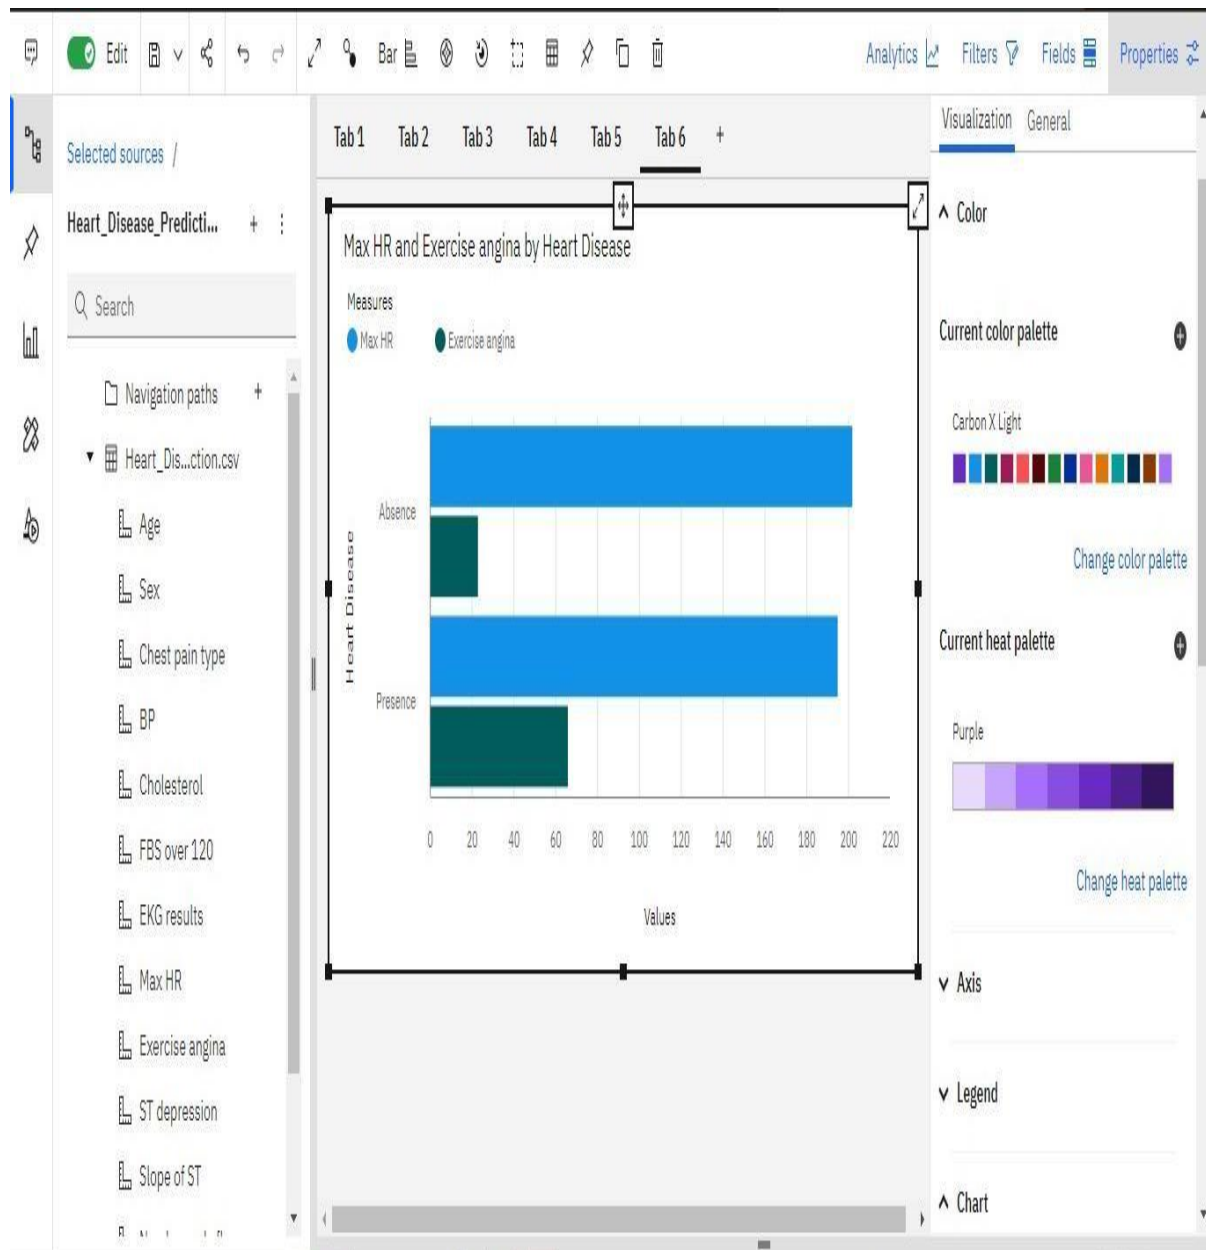 Edit
Bar
Analytics
Filters
Fields
Properties
Selected sources /
Heart_Disease_Predicti...
Search
Navigation paths
Heart_Dis...ction.csv
Age
Sex
Chest pain type
BP
Cholesterol
FBS over 120
EKG results
Max HR
Exercise angina
ST depression
Slope of ST
Tab 1 Tab 2 Tab 3 Tab 4 Tab 5 Tab 6 +
Max HR and Exercise angina by Heart Disease
Measures
Max HR Exercise angina
Heart Disease
Absence
Presence
0 20 40 60 80 100 120 140 160 180 200 220
Values
Visualization General
Color
Current color palette
Carbon X Light
Change color palette
Current heat palette
Purple
Change heat palette
Axis
Legend
Chart